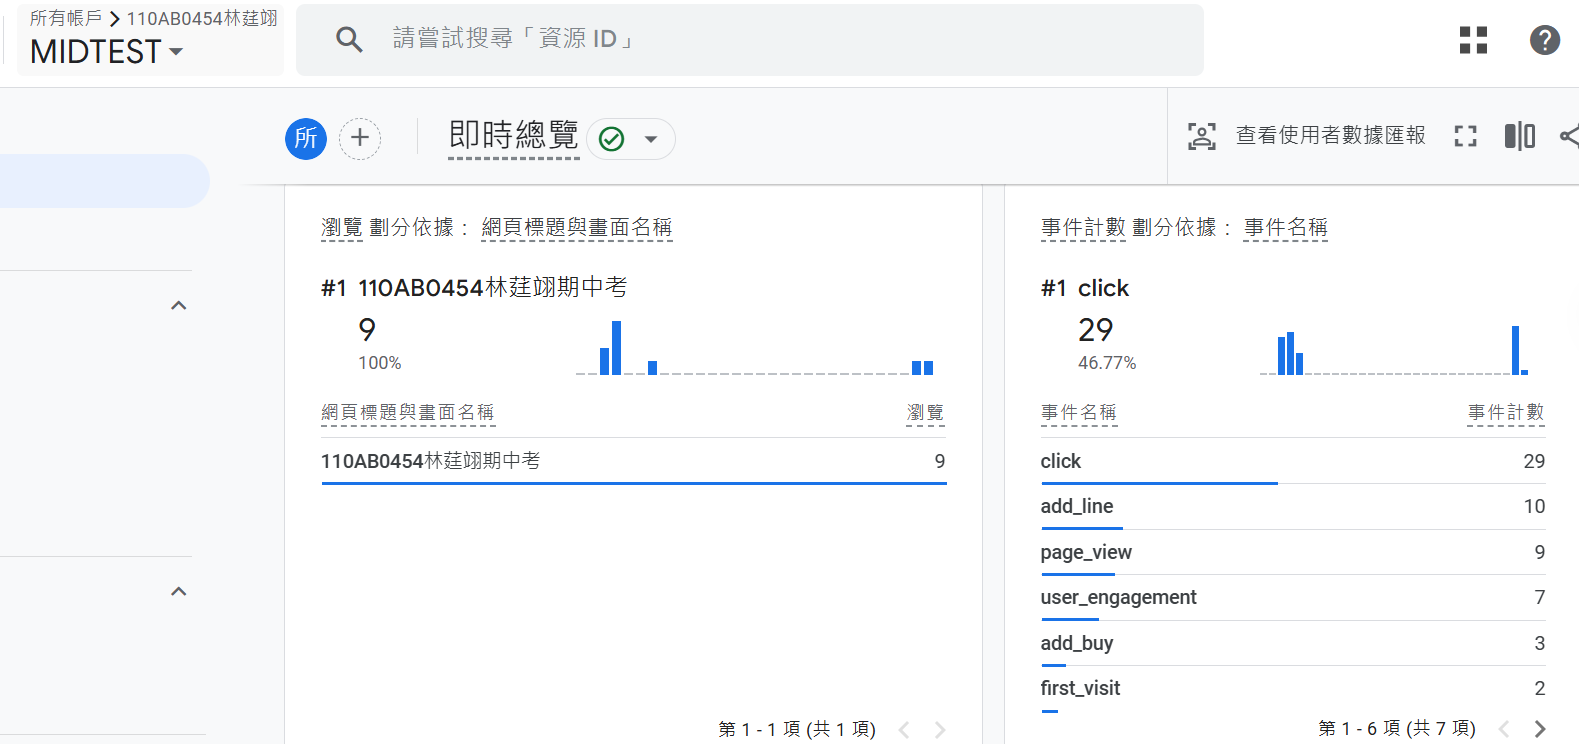 所有帳戶 > 110AB0454林莛翊
MIDTEST
請嘗試搜尋「資源 ID」
所
即時總覽
查看使用者數據匯報
瀏覽 劃分依據： 網頁標題與畫面名稱
#1 110AB0454林莛翊期中考
9
100%
網頁標題與畫面名稱 瀏覽
110AB0454林莛翊期中考 9
第 1 - 1 項 (共 1 項)
事件計數 劃分依據： 事件名稱
#1 click
29
46.77%
事件名稱 事件計數
click 29
add_line 10
page_view 9
user_engagement 7
add_buy 3
first_visit 2
第 1 - 6 項 (共 7 項)